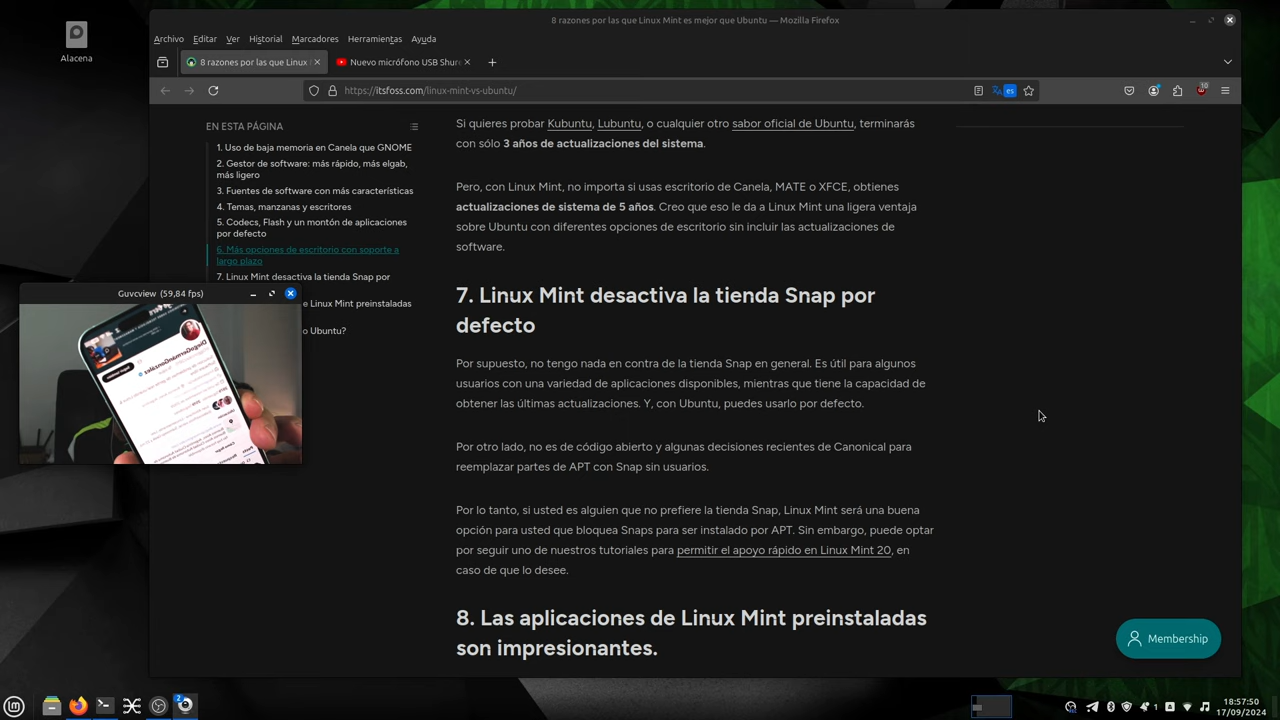 Alacena
8 razones por las que Linux Mint es mejor que Ubuntu — Mozilla Firefox
Archivo Editar Ver Historial Marcadores Herramientas Ayuda
8 razones por las que Linux
Nuevo micrófono USB Shure
https://itsfoss.com/linux-mint-vs-ubuntu/
es
10
EN ESTA PÁGINA
1. Uso de baja memoria en Canela que GNOME
2. Gestor de software: más rápido, más elgab,
más ligero
3. Fuentes de software con más características
4. Temas, manzanas y escritores
5. Codecs, Flash y un montón de aplicaciones
por defecto
6. Más opciones de escritorio con soporte a
largo plazo
7. Linux Mint desactiva la tienda Snap por
e Linux Mint preinstaladas
o Ubuntu?
Guvcview (59,84 fps)
DiegoGermanGonzalez
Si quieres probar Kubuntu, Lubuntu, o cualquier otro sabor oficial de Ubuntu, terminarás
con sólo 3 años de actualizaciones del sistema.
Pero, con Linux Mint, no importa si usas escritorio de Canela, MATE o XFCE, obtienes
actualizaciones de sistema de 5 años. Creo que eso le da a Linux Mint una ligera ventaja
sobre Ubuntu con diferentes opciones de escritorio sin incluir las actualizaciones de
software.
7. Linux Mint desactiva la tienda Snap por
defecto
Por supuesto, no tengo nada en contra de la tienda Snap en general. Es útil para algunos
usuarios con una variedad de aplicaciones disponibles, mientras que tiene la capacidad de
obtener las últimas actualizaciones. Y, con Ubuntu, puedes usarlo por defecto.
Por otro lado, no es de código abierto y algunas decisiones recientes de Canonical para
reemplazar partes de APT con Snap sin usuarios.
Por lo tanto, si usted es alguien que no prefiere la tienda Snap, Linux Mint será una buena
opción para usted que bloquea Snaps para ser instalado por APT. Sin embargo, puede optar
por seguir uno de nuestros tutoriales para permitir el apoyo rápido en Linux Mint 20, en
caso de que lo desee.
8. Las aplicaciones de Linux Mint preinstaladas
son impresionantes.
Membership
2
1
18:57:50
17/09/2024